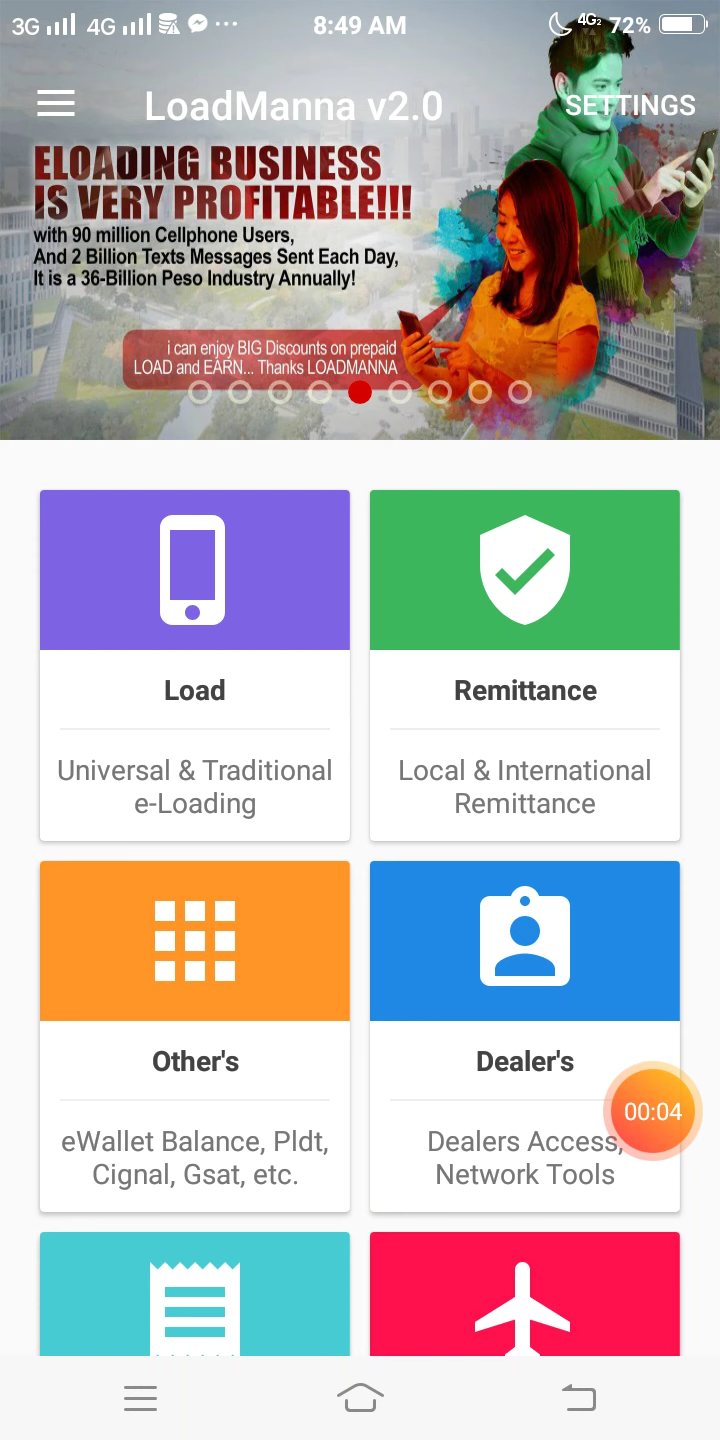 3G 4G 8:49 AM 4G2 72%
LoadManna v2.0 SETTINGS
ELOADING BUSINESS
IS VERY PROFITABLE!!!
with 90 million Cellphone Users,
And 2 Billion Texts Messages Sent Each Day,
It is a 36-Billion Peso Industry Annually!
i can enjoy BIG Discounts on prepaid
LOAD and EARN... Thanks LOADMANNA
Load
Universal & Traditional
e-Loading
Remittance
Local & International
Remittance
Other's
eWallet Balance, Pldt,
Cignal, Gsat, etc.
Dealer's
Dealers Access,
Network Tools
00:04